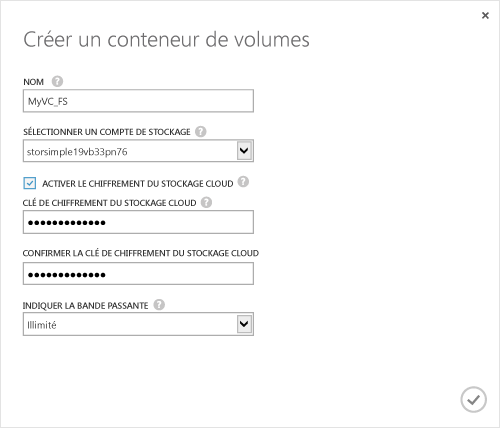 Créer un conteneur de volumes
NOM
MyVC_FS
SÉLECTIONNER UN COMPTE DE STOCKAGE
storsimple19vb33pn76
ACTIVER LE CHIFFREMENT DU STOCKAGE CLOUD
CLÉ DE CHIFFREMENT DU STOCKAGE CLOUD
●●●●●●●●●●●●●
CONFIRMER LA CLÉ DE CHIFFREMENT DU STOCKAGE CLOUD
●●●●●●●●●●●●●
INDIQUER LA BANDE PASSANTE
Illimité